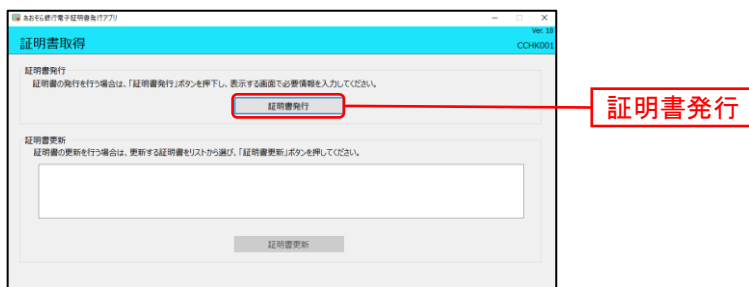 あおぞら銀行電子証明書発行アプリ
Ver. 18
証明書取得
CCHK001
証明書発行
証明書の発行を行う場合は、「証明書発行」ボタンを押下し、表示する画面で必要情報を入力してください。
証明書発行
証明書発行
証明書更新
証明書の更新を行う場合は、更新する証明書をリストから選び、「証明書更新」ボタンを押してください。
証明書更新